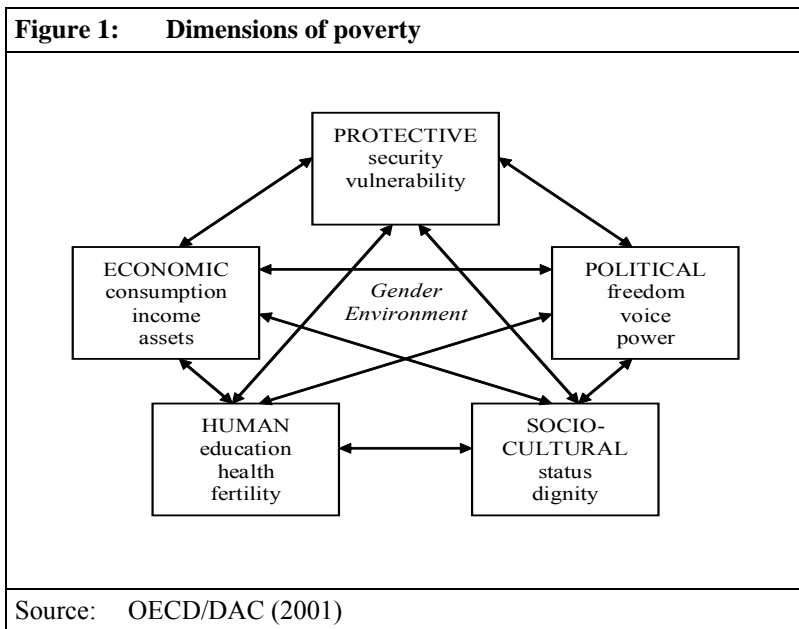 Figure 1: Dimensions of poverty
PROTECTIVE
security
vulnerability
ECONOMIC
consumption
income
assets
Gender
Environment
POLITICAL
freedom
voice
power
HUMAN
education
health
fertility
SOCIO-
CULTURAL
status
dignity
Source: OECD/DAC (2001)